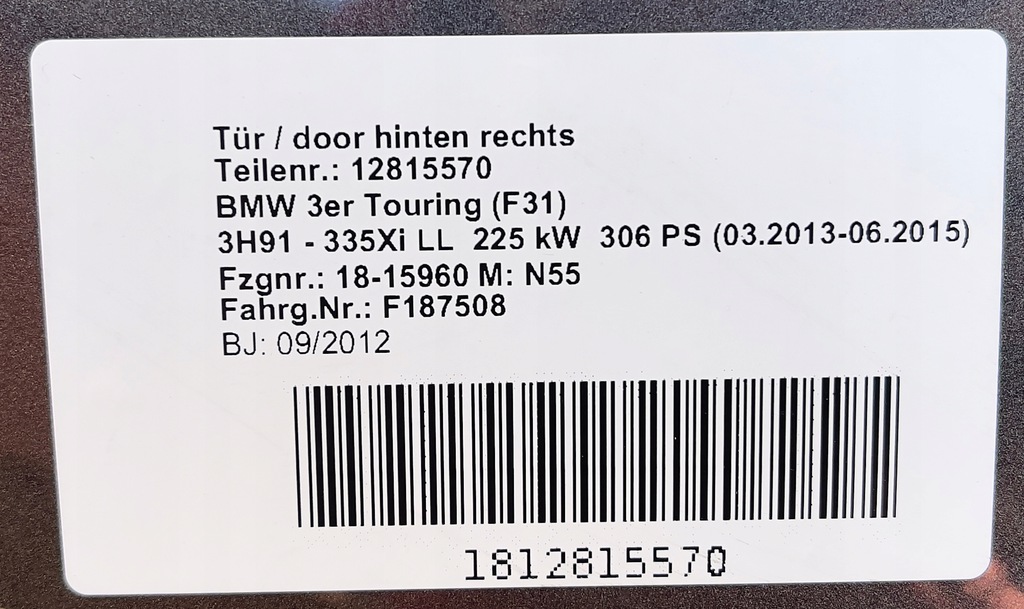 Tür / door hinten rechts
Teilenr.: 12815570
BMW 3er Touring (F31)
3H91 - 335Xi LL 225 kW 306 PS (03.2013-06.2015)
Fzgnr.: 18-15960 M: N55
Fahrg.Nr.: F187508
BJ: 09/2012
1812815570